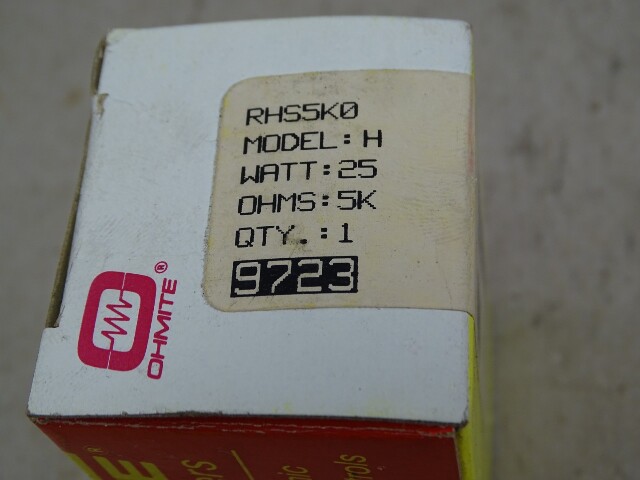 RHS5K0
MODEL: H
WATT: 25
OHMS: 5K
QTY.: 1
9723
OHMITE®